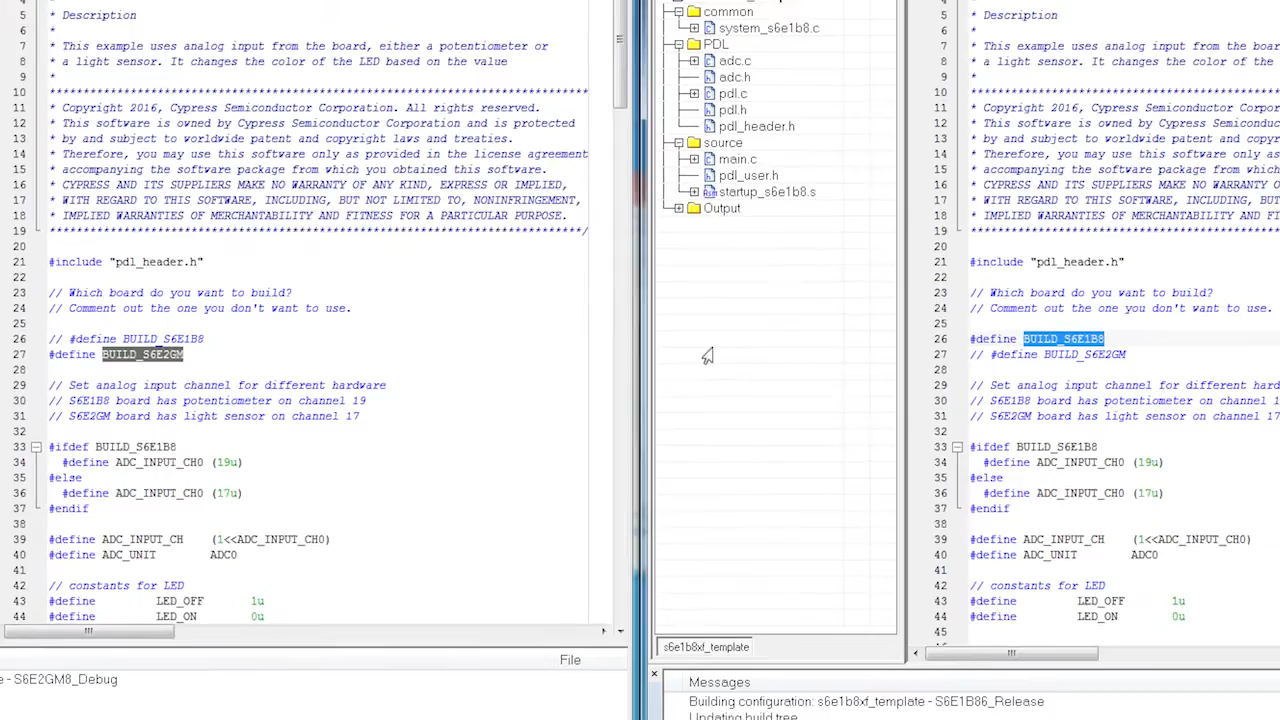 5 * Description
6 *
7 * This example uses analog input from the board, either a potentiometer or
8 * a light sensor. It changes the color of the LED based on the value
9 *
10 *********************************************************************************
11 * Copyright 2016, Cypress Semiconductor Corporation. All rights reserved.
12 * This software is owned by Cypress Semiconductor Corporation and is protected
13 * by and subject to worldwide patent and copyright laws and treaties.
14 * Therefore, you may use this software only as provided in the license agreement
15 * accompanying the software package from which you obtained this software.
16 * CYPRESS AND ITS SUPPLIERS MAKE NO WARRANTY OF ANY KIND, EXPRESS OR IMPLIED,
17 * WITH REGARD TO THIS SOFTWARE, INCLUDING, BUT NOT LIMITED TO, NONINFRINGEMENT,
18 * IMPLIED WARRANTIES OF MERCHANTABILITY AND FITNESS FOR A PARTICULAR PURPOSE.
19 ********************************************************************************/
20
21 #include "pdl_header.h"
22
23 // Which board do you want to build?
24 // Comment out the one you don't want to use.
25
26 // #define BUILD_S6E1B8
27 #define BUILD_S6E2GM
28
29 // Set analog input channel for different hardware
30 // S6E1B8 board has potentiometer on channel 19
31 // S6E2GM board has light sensor on channel 17
32
33 #ifdef BUILD_S6E1B8
34 #define ADC_INPUT_CH0 (19u)
35 #else
36 #define ADC_INPUT_CH0 (17u)
37 #endif
38
39 #define ADC_INPUT_CH (1<<ADC_INPUT_CH0)
40 #define ADC_UNIT ADC0
41
42 // constants for LED
43 #define LED_OFF 1u
44 #define LED_ON 0u
File
- S6E2GM8_Debug
common
system_s6e1b8.c
PDL
adc.c
adc.h
pdl.c
pdl.h
pdl_header.h
source
main.c
pdl_user.h
startup_s6e1b8.s
Output
s6e1b8xf_template
5 * Description
6 *
7 * This example uses analog input from the boar
8 * a light sensor. It changes the color of the
9 *
10 ************************************************
11 * Copyright 2016, Cypress Semiconductor Corpor
12 * This software is owned by Cypress Semiconduc
13 * by and subject to worldwide patent and copyr
14 * Therefore, you may use this software only as
15 * accompanying the software package from which
16 * CYPRESS AND ITS SUPPLIERS MAKE NO WARRANTY O
17 * WITH REGARD TO THIS SOFTWARE, INCLUDING, BUT
18 * IMPLIED WARRANTIES OF MERCHANTABILITY AND FI
19 ************************************************
20
21 #include "pdl_header.h"
22
23 // Which board do you want to build?
24 // Comment out the one you don't want to use.
25
26 #define BUILD_S6E1B8
27 // #define BUILD_S6E2GM
28
29 // Set analog input channel for different hard
30 // S6E1B8 board has potentiometer on channel 1
31 // S6E2GM board has light sensor on channel 17
32
33 #ifdef BUILD_S6E1B8
34 #define ADC_INPUT_CH0 (19u)
35 #else
36 #define ADC_INPUT_CH0 (17u)
37 #endif
38
39 #define ADC_INPUT_CH (1<<ADC_INPUT_CH0)
40 #define ADC_UNIT ADC0
41
42 // constants for LED
43 #define LED_OFF 1u
44 #define LED_ON 0u
45
Messages
Building configuration: s6e1b8xf_template - S6E1B86_Release
Updating build tree